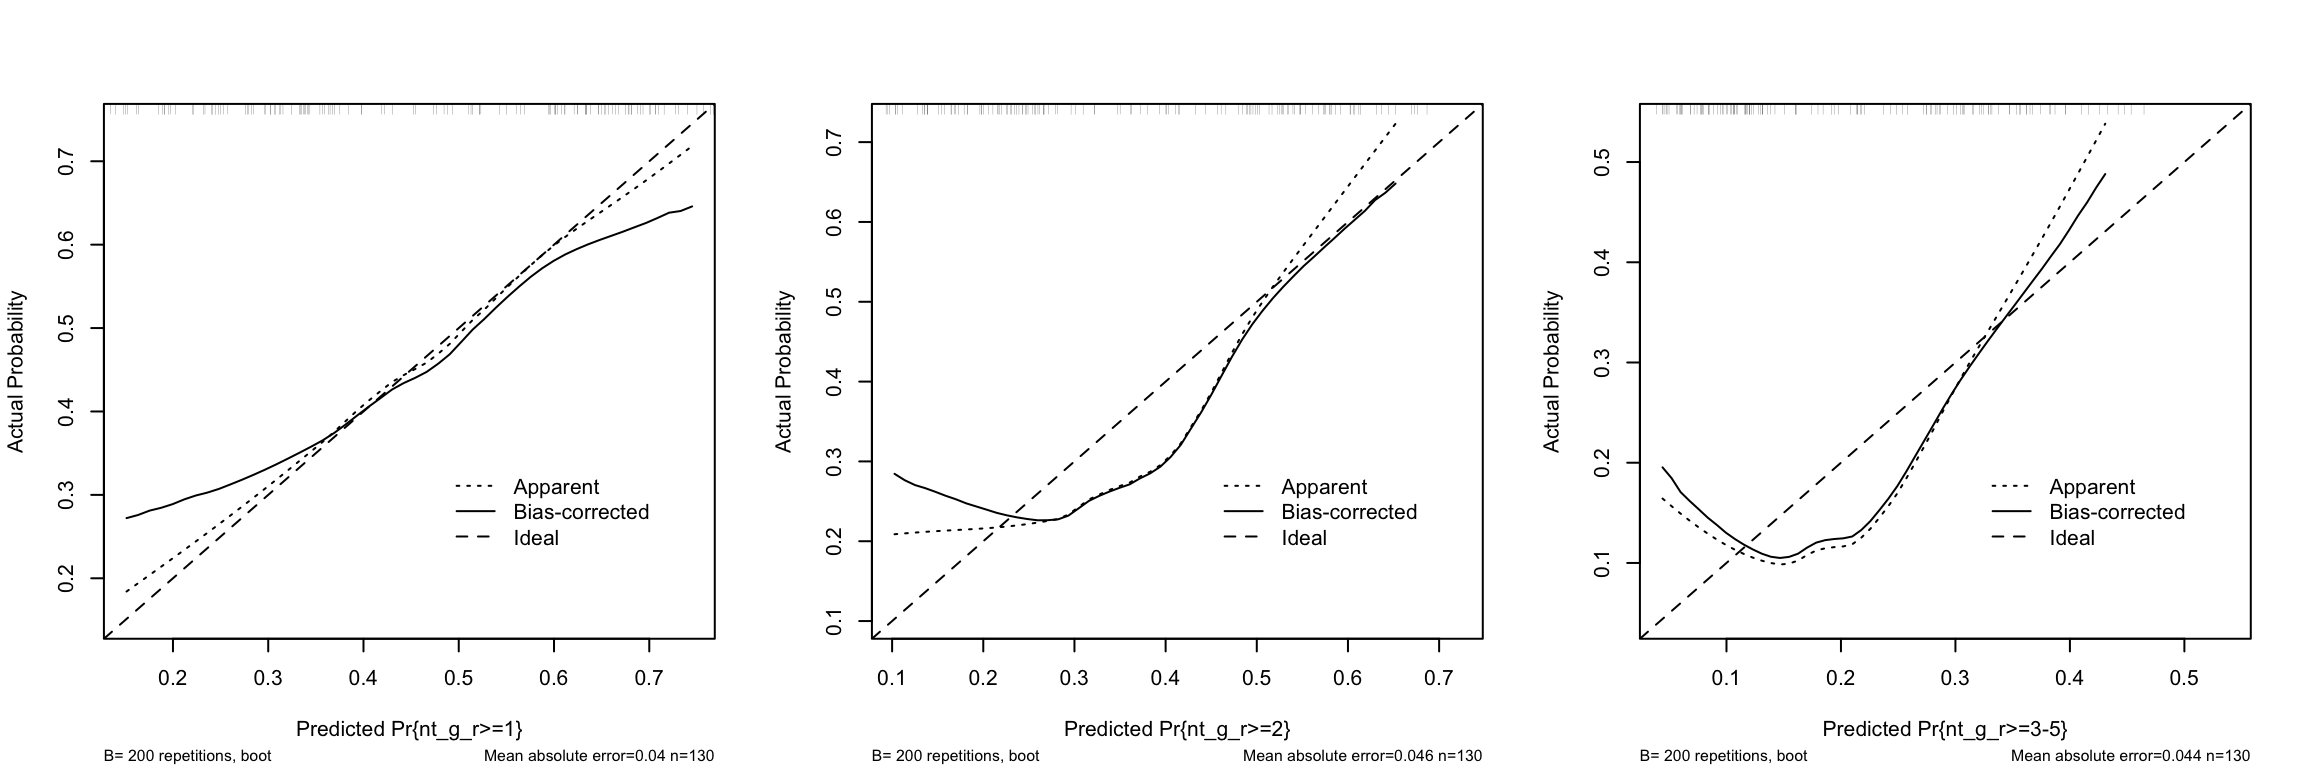 Actual Probability
0.7
0.6
0.5
0.4
0.3
0.2
Apparent
Bias-corrected
Ideal
0.2 0.3 0.4 0.5 0.6 0.7
Predicted Pr{nt_g_r>=1}
B= 200 repetitions, boot Mean absolute error=0.04 n=130
Actual Probability
0.7
0.6
0.5
0.4
0.3
0.2
0.1
Apparent
Bias-corrected
Ideal
0.1 0.2 0.3 0.4 0.5 0.6 0.7
Predicted Pr{nt_g_r>=2}
B= 200 repetitions, boot Mean absolute error=0.046 n=130
Actual Probability
0.5
0.4
0.3
0.2
0.1
Apparent
Bias-corrected
Ideal
0.1 0.2 0.3 0.4 0.5
Predicted Pr{nt_g_r>=3-5}
B= 200 repetitions, boot Mean absolute error=0.044 n=130